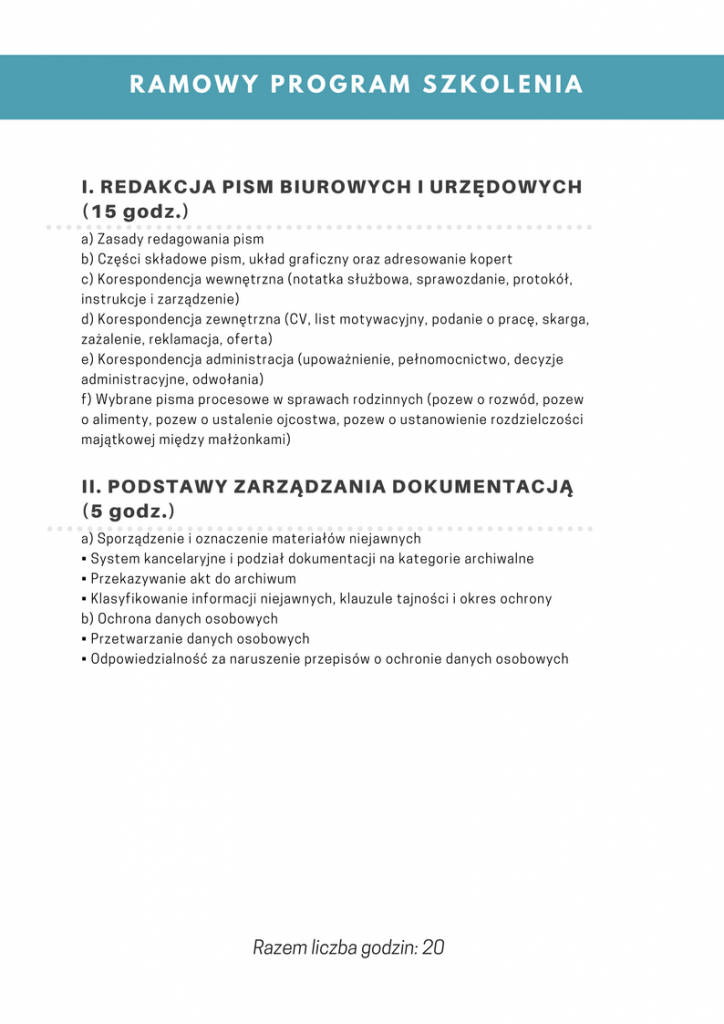 RAMOWY PROGRAM SZKOLENIA
I. REDAKCJA PISM BIUROWYCH I URZĘDOWYCH
(15 godz.)
a) Zasady redagowania pism
b) Części składowe pism, układ graficzny oraz adresowanie kopert
c) Korespondencja wewnętrzna (notatka służbowa, sprawozdanie, protokół,
instrukcje i zarządzenie)
d) Korespondencja zewnętrzna (CV, list motywacyjny, podanie o pracę, skarga,
zażalenie, reklamacja, oferta)
e) Korespondencja administracja (upoważnienie, pełnomocnictwo, decyzje
administracyjne, odwołania)
f) Wybrane pisma procesowe w sprawach rodzinnych (pozew o rozwód, pozew
o alimenty, pozew o ustalenie ojcostwa, pozew o ustanowienie rozdzielczości
majątkowej między małżonkami)
II. PODSTAWY ZARZĄDZANIA DOKUMENTACJĄ
(5 godz.)
a) Sporządzenie i oznaczenie materiałów niejawnych
▪ System kancelaryjne i podział dokumentacji na kategorie archiwalne
▪ Przekazywanie akt do archiwum
▪ Klasyfikowanie informacji niejawnych, klauzule tajności i okres ochrony
b) Ochrona danych osobowych
▪ Przetwarzanie danych osobowych
▪ Odpowiedzialność za naruszenie przepisów o ochronie danych osobowych
Razem liczba godzin: 20